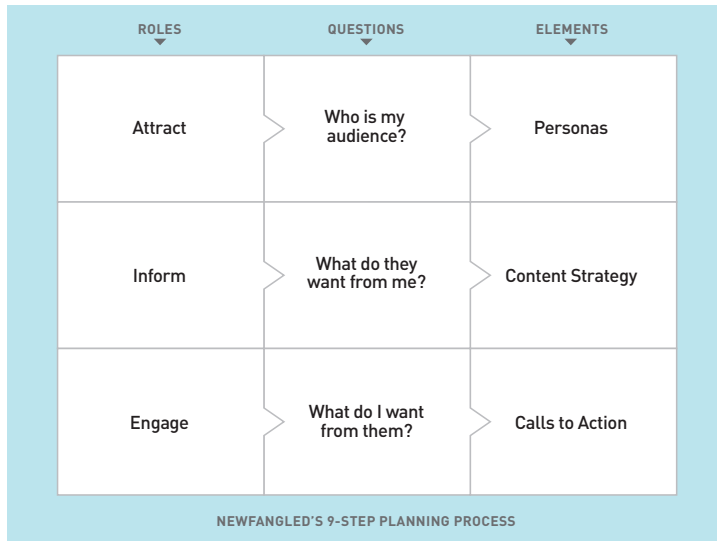 ROLES
QUESTIONS
ELEMENTS
Attract
Who is my
audience?
Personas
Inform
What do they
want from me?
Content Strategy
Engage
What do I want
from them?
Calls to Action
NEWFANGLED'S 9-STEP PLANNING PROCESS